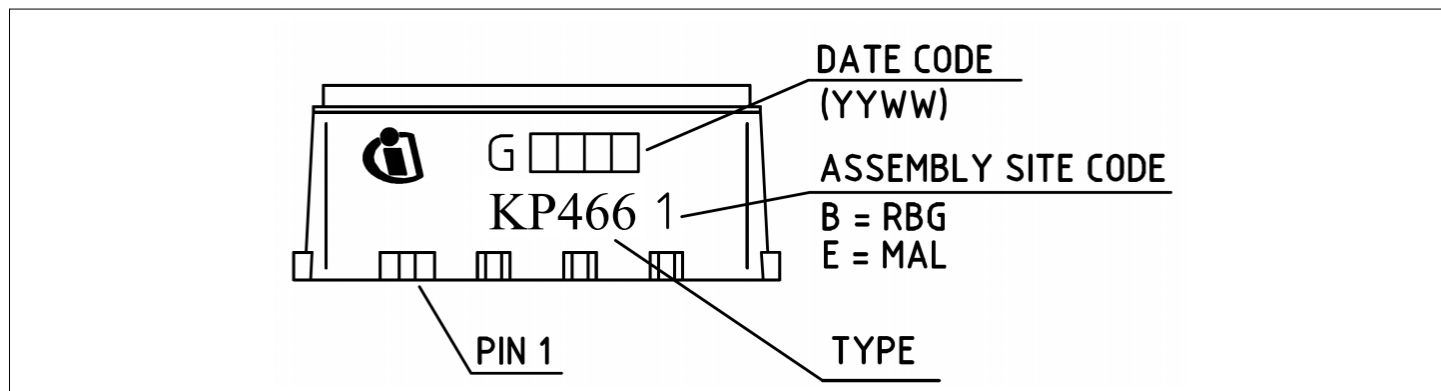 DATE CODE
(YYWW)
G
KP466 1
ASSEMBLY SITE CODE
B = RBG
E = MAL
PIN 1
TYPE